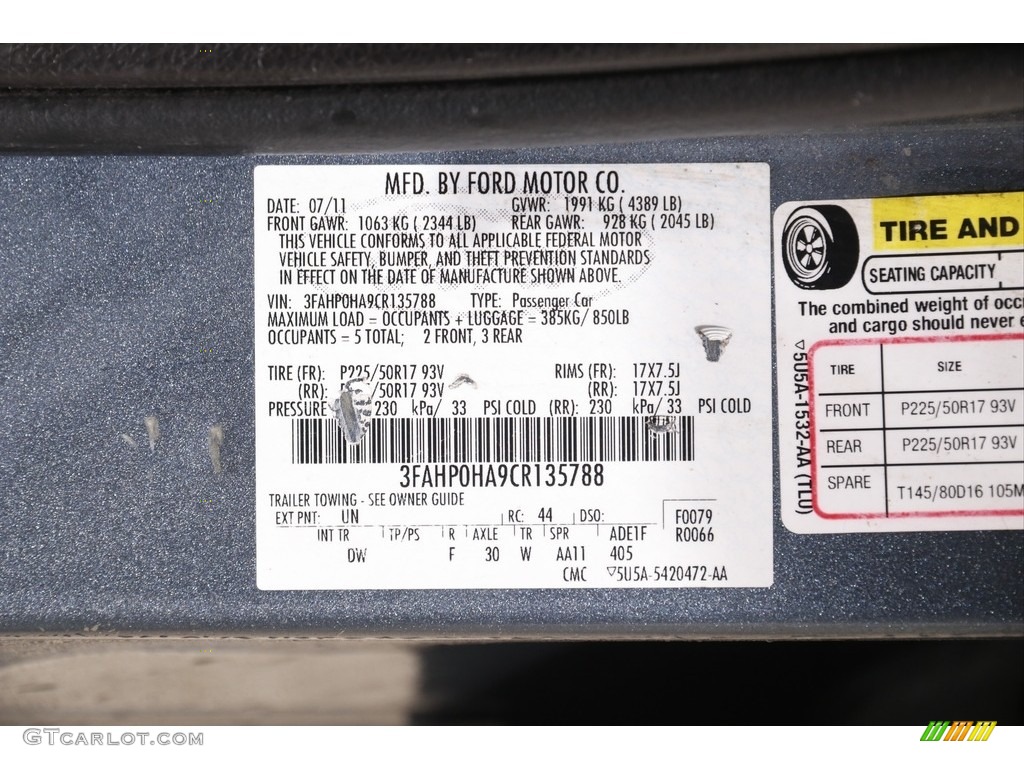 MFD. BY FORD MOTOR CO.
DATE: 07/11 GVWR: 1991 KG ( 4389 LB)
FRONT GAWR: 1063 KG ( 2344 LB) REAR GAWR: 928 KG ( 2045 LB)
THIS VEHICLE CONFORMS TO ALL APPLICABLE FEDERAL MOTOR
VEHICLE SAFETY, BUMPER, AND THEFT PREVENTION STANDARDS
IN EFFECT ON THE DATE OF MANUFACTURE SHOWN ABOVE.
VIN: 3FAHP0HA9CR135788 TYPE: Passenger Car
MAXIMUM LOAD = OCCUPANTS + LUGGAGE = 385KG/ 850LB
OCCUPANTS = 5 TOTAL; 2 FRONT, 3 REAR
TIRE (FR): P225/50R17 93V RIMS (FR): 17X7.5J
(RR): /50R17 93V (RR): 17X7.5J
PRESSURE 230 kPa/ 33 PSI COLD (RR): 230 kPa/ 33 PSI COLD
3FAHP0HA9CR135788
TRAILER TOWING - SEE OWNER GUIDE
EXT PNT: UN RC: 44 DSO: F0079
INT TR TP/PS R AXLE TR SPR ADE1F R0066
DW F 30 W AA11 405
CMC ▽5U5A-5420472-AA
TIRE AND
SEATING CAPACITY
The combined weight of occ
and cargo should never e
TIRE SIZE
FRONT P225/50R17 93V
REAR P225/50R17 93V
SPARE T145/80D16 105M
▽5U5A-1532-AA (TLU)
GTCarLot.com